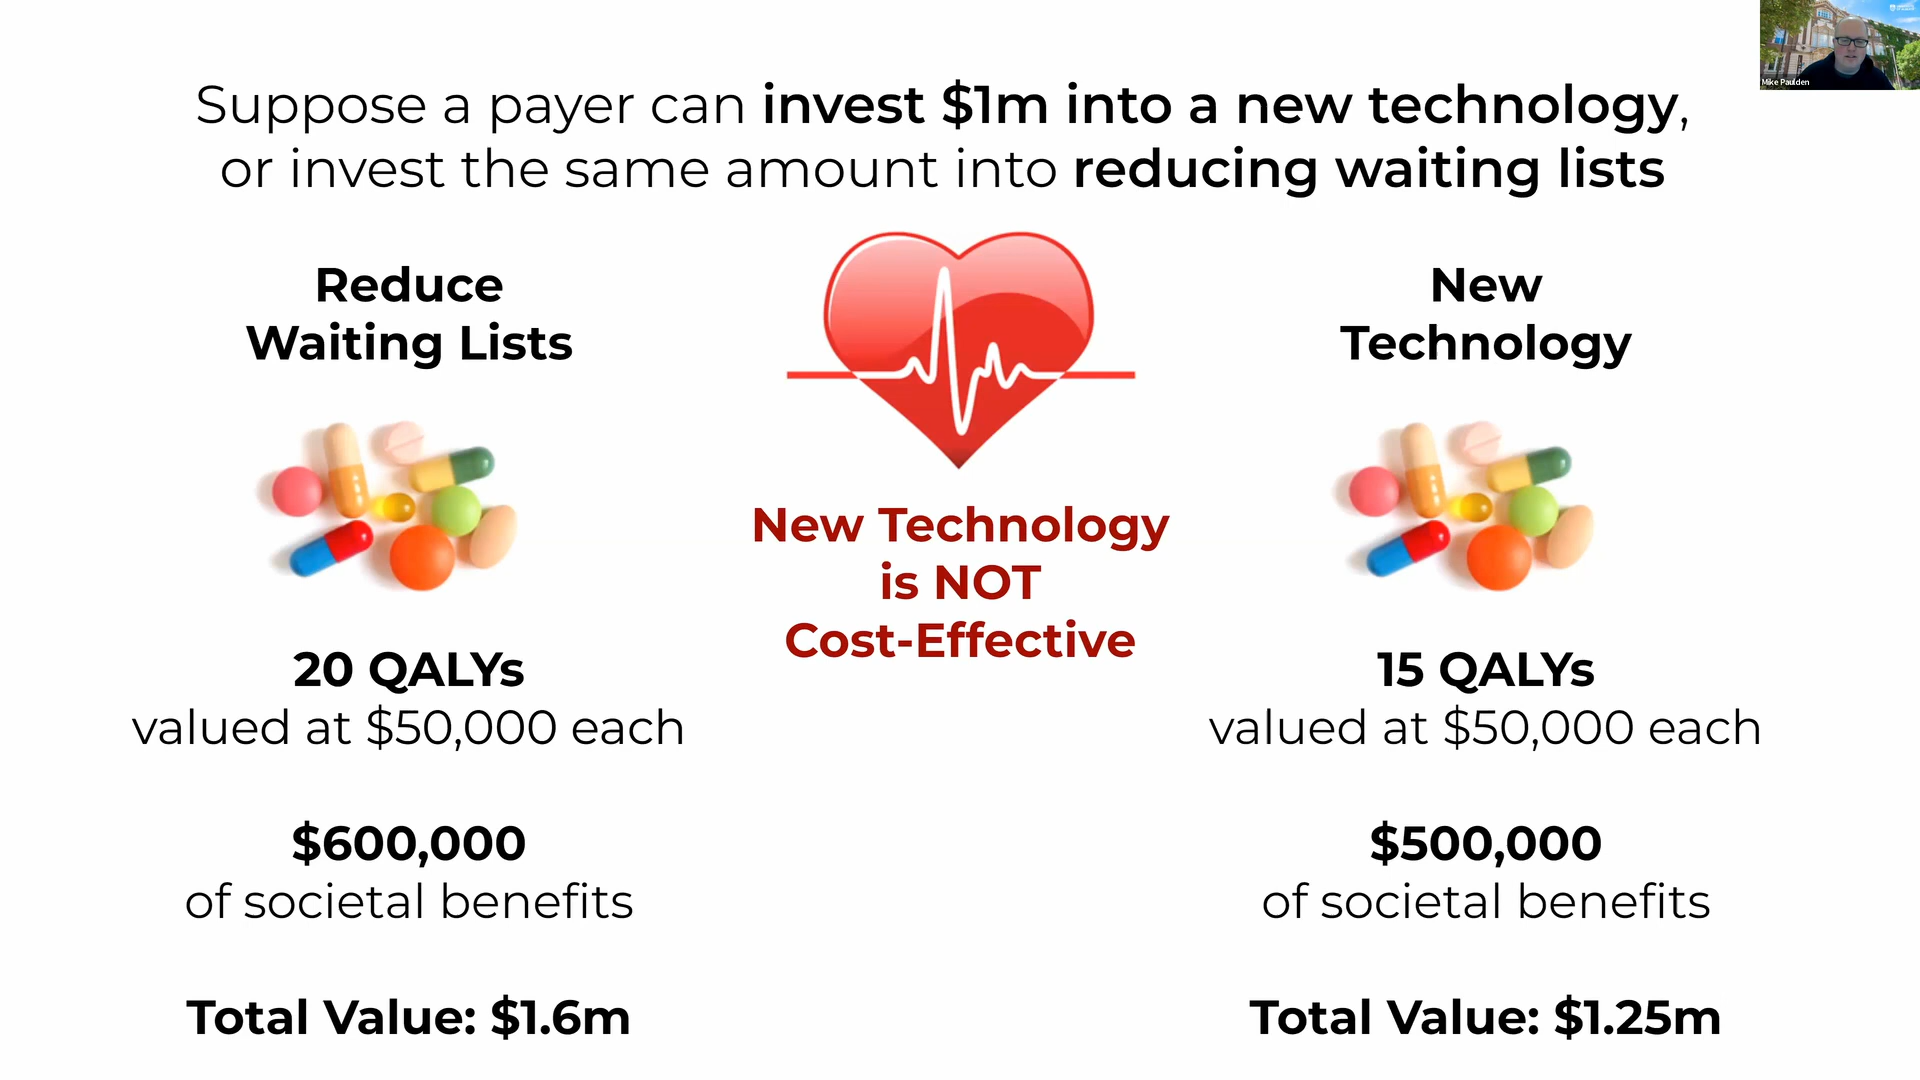 Suppose a payer can invest $1m into a new technology,
or invest the same amount into reducing waiting lists
Reduce
Waiting Lists
20 QALYs
valued at $50,000 each
$600,000
of societal benefits
Total Value: $1.6m
New Technology
is NOT
Cost-Effective
New
Technology
15 QALYs
valued at $50,000 each
$500,000
of societal benefits
Total Value: $1.25m
Mike Paulden